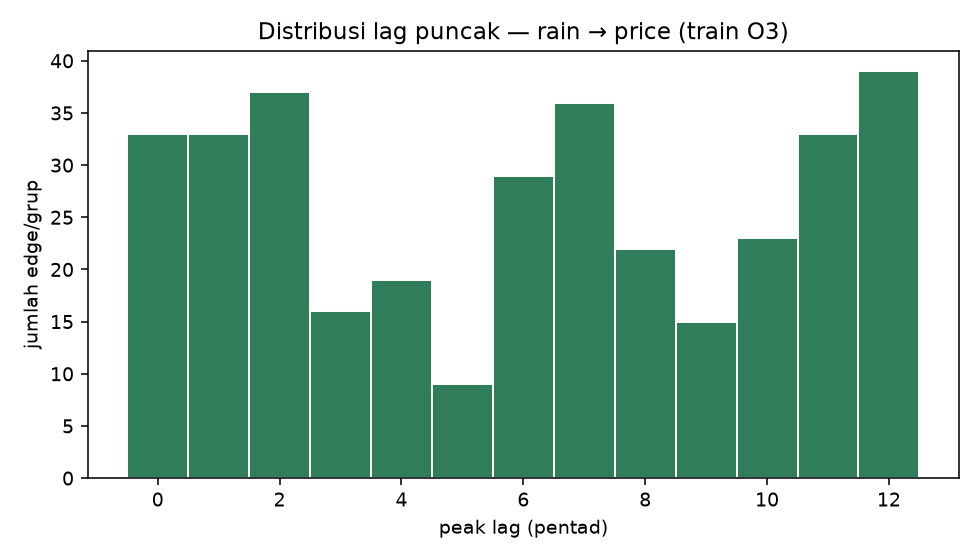 Distribusi lag puncak — rain → price (train O3)
jumlah edge/grup
40
35
30
25
20
15
10
5
0
0 2 4 6 8 10 12
peak lag (pentad)